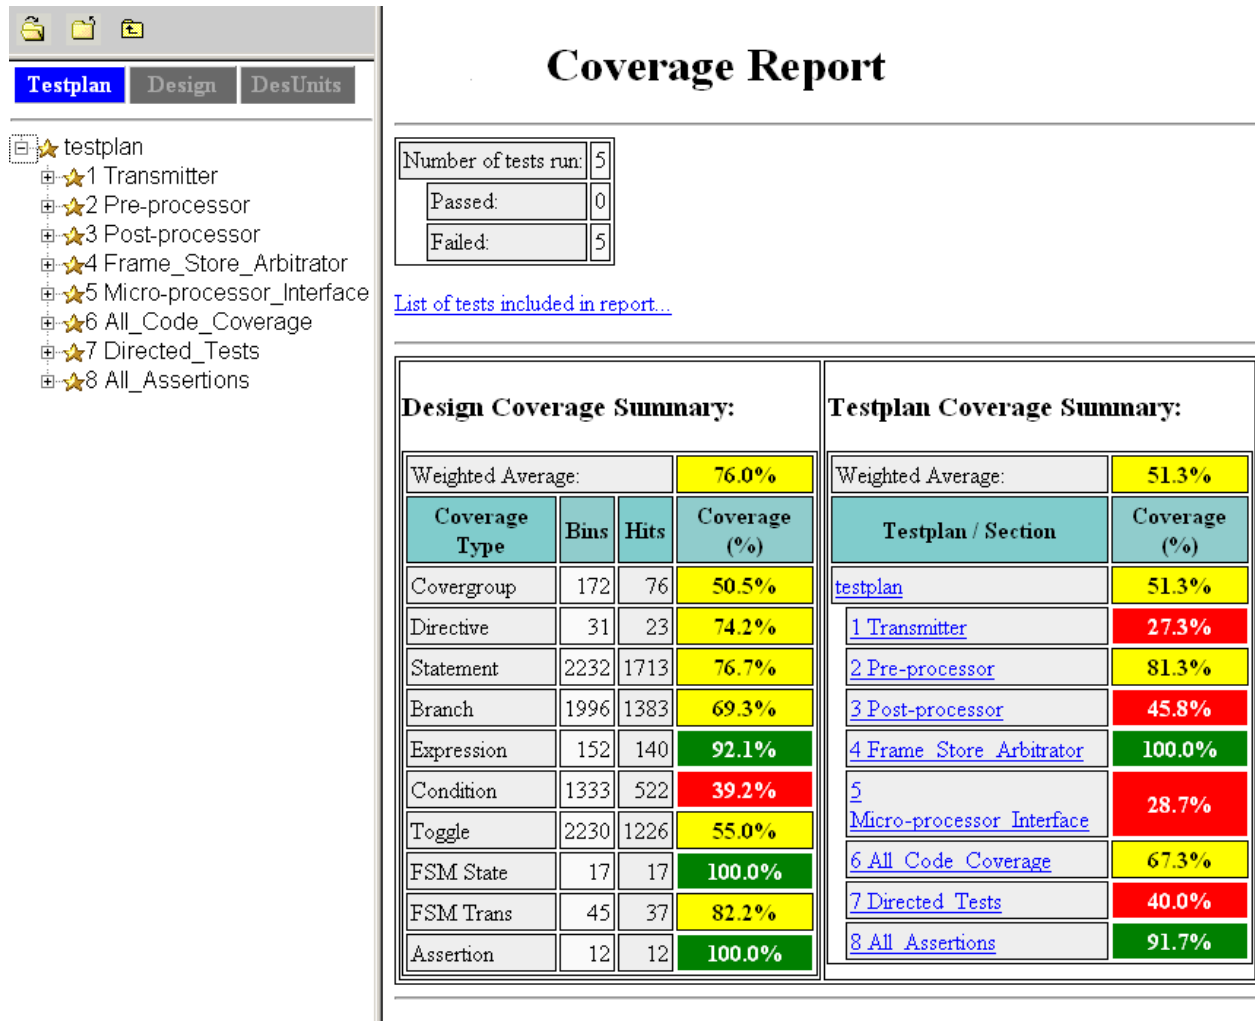 Testplan Design DesUnits
testplan
1 Transmitter
2 Pre-processor
3 Post-processor
4 Frame_Store_Arbitrator
5 Micro-processor_Interface
6 All_Code_Coverage
7 Directed_Tests
8 All_Assertions
Coverage Report
Number of tests run: 5
Passed: 0
Failed: 5
List of tests included in report...
Design Coverage Summary:
Weighted Average: 76.0%
Coverage Type Bins Hits Coverage (%)
Covergroup 172 76 50.5%
Directive 31 23 74.2%
Statement 2232 1713 76.7%
Branch 1996 1383 69.3%
Expression 152 140 92.1%
Condition 1333 522 39.2%
Toggle 2230 1226 55.0%
FSM State 17 17 100.0%
FSM Trans 45 37 82.2%
Assertion 12 12 100.0%
Testplan Coverage Summary:
Weighted Average: 51.3%
Testplan / Section Coverage (%)
testplan 51.3%
1 Transmitter 27.3%
2 Pre-processor 81.3%
3 Post-processor 45.8%
4 Frame_Store_Arbitrator 100.0%
5
Micro-processor_Interface 28.7%
6 All_Code_Coverage 67.3%
7 Directed_Tests 40.0%
8 All_Assertions 91.7%